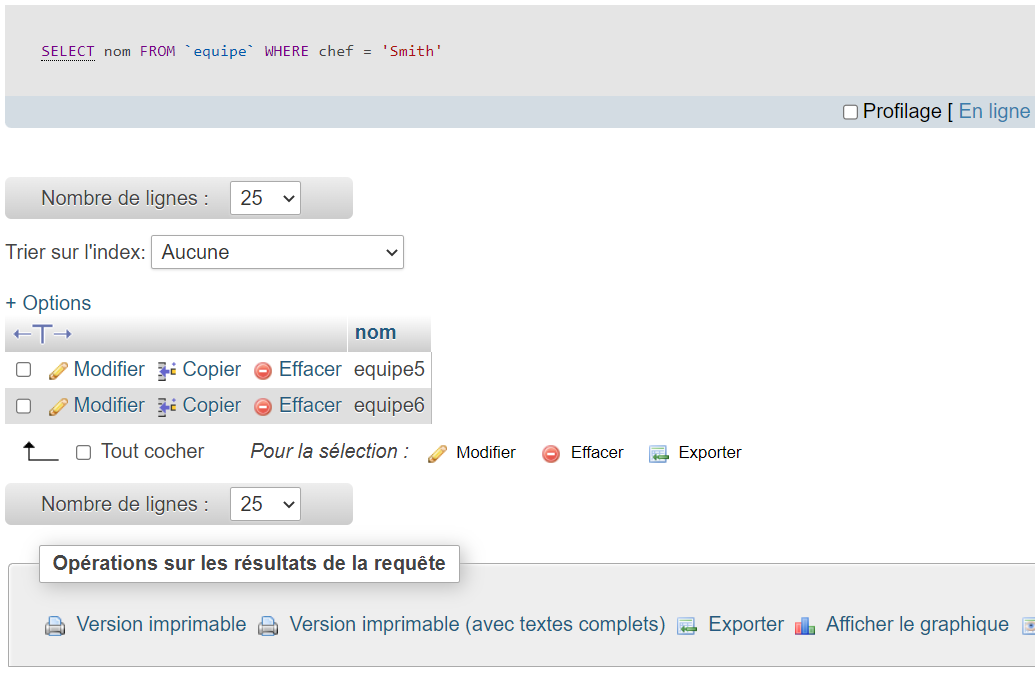 SELECT nom FROM `equipe` WHERE chef = 'Smith'
Profilage [ En ligne
Nombre de lignes : 25
Trier sur l'index: Aucune
+ Options
←T→ nom
Modifier Copier Effacer equipe5
Modifier Copier Effacer equipe6
Tout cocher Pour la sélection : Modifier Effacer Exporter
Nombre de lignes : 25
Opérations sur les résultats de la requête
Version imprimable Version imprimable (avec textes complets) Exporter Afficher le graphique